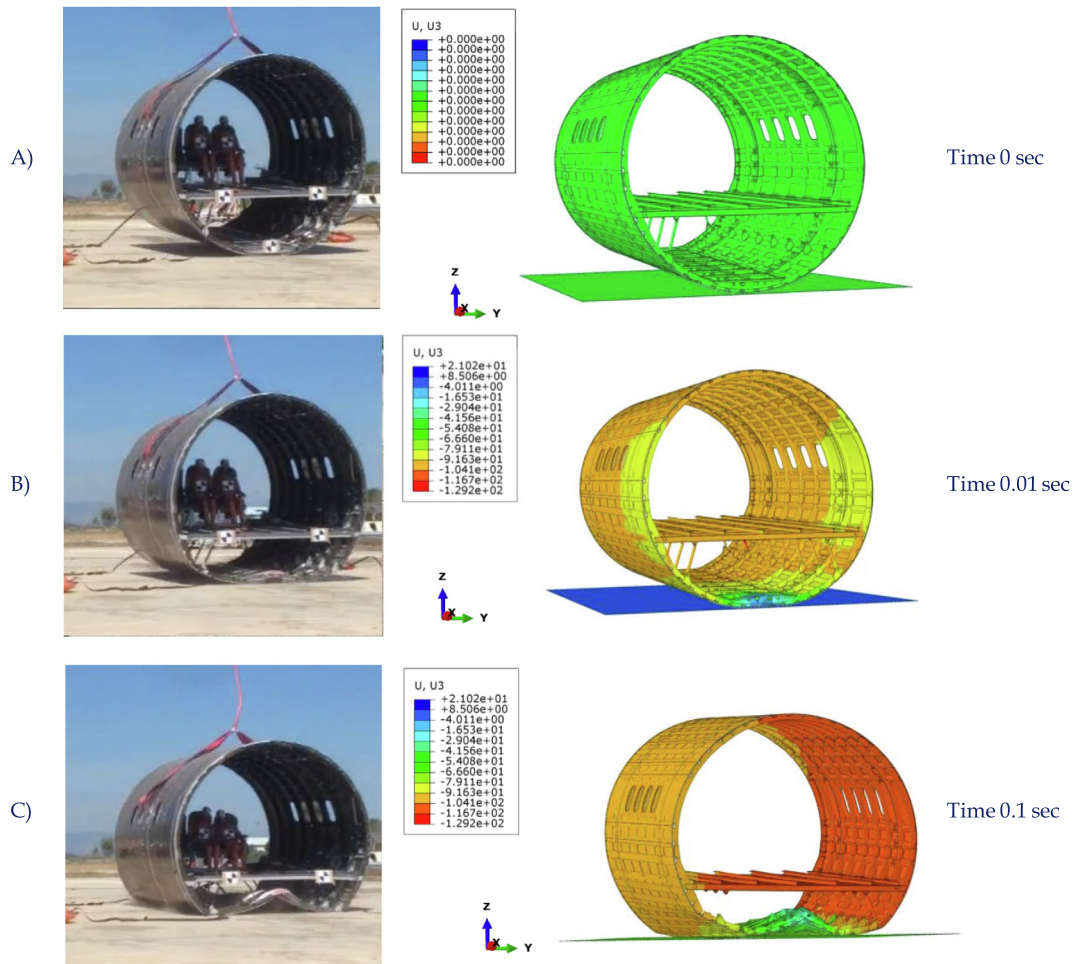 A)
U, U3
+0.000e+00
+0.000e+00
+0.000e+00
+0.000e+00
+0.000e+00
+0.000e+00
+0.000e+00
+0.000e+00
+0.000e+00
+0.000e+00
+0.000e+00
+0.000e+00
+0.000e+00
Z
X
Y
Time 0 sec
B)
U, U3
+2.102e+01
+8.506e+00
-4.011e+00
-1.653e+01
-2.904e+01
-4.156e+01
-5.408e+01
-6.660e+01
-7.911e+01
-9.163e+01
-1.041e+02
-1.167e+02
-1.292e+02
Z
X
Y
Time 0.01 sec
C)
U, U3
+2.102e+01
+8.506e+00
-4.011e+00
-1.653e+01
-2.904e+01
-4.156e+01
-5.408e+01
-6.660e+01
-7.911e+01
-9.163e+01
-1.041e+02
-1.167e+02
-1.292e+02
Z
X
Y
Time 0.1 sec